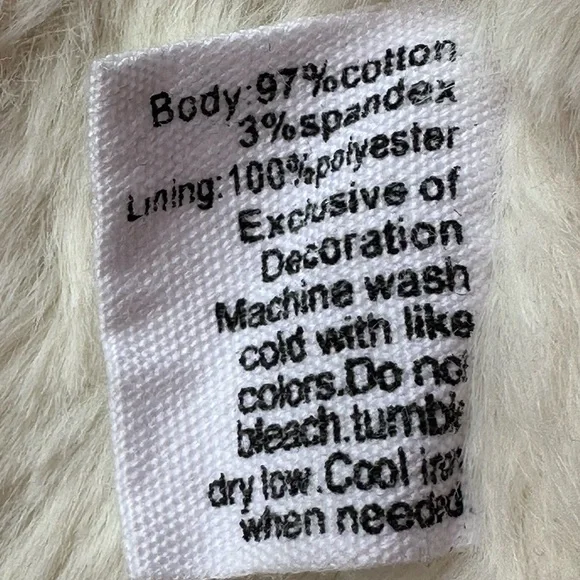 Body:97%cotton
3%spandex
Lining:100%polyester
Exclusive of
Decoration
Machine wash
cold with like
colors.Do not
bleach.tumble
dry low.Cool iron
when needed